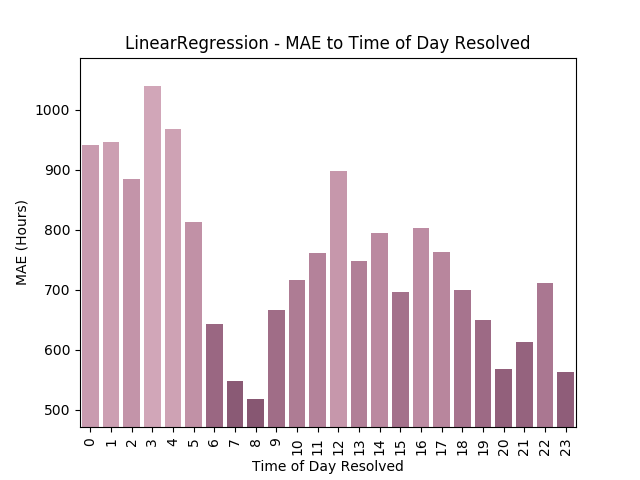 LinearRegression - MAE to Time of Day Resolved
MAE (Hours)
1000
900
800
700
600
500
0 1 2 3 4 5 6 7 8 9 10 11 12 13 14 15 16 17 18 19 20 21 22 23
Time of Day Resolved